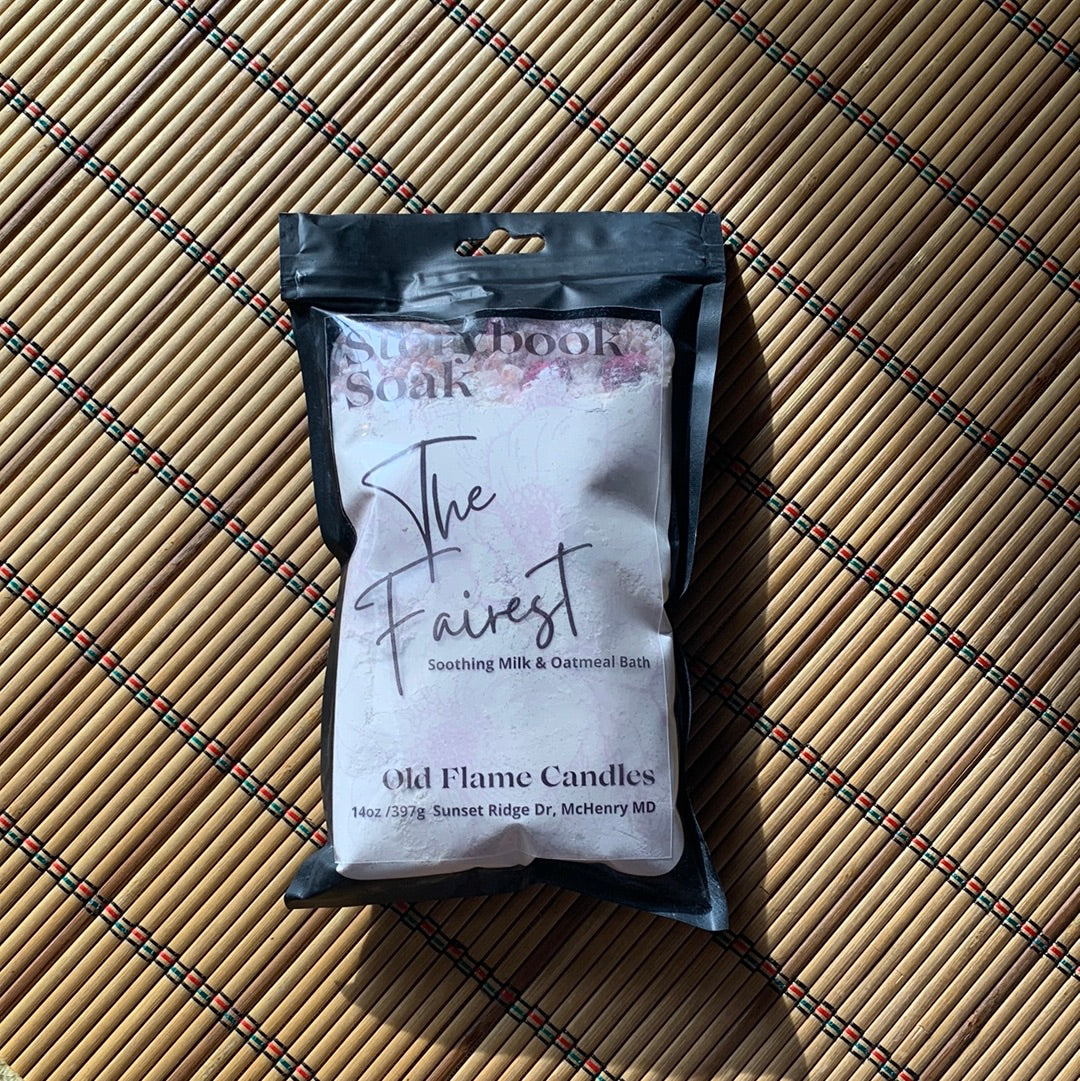 Storybook
Soak
The
Fairest
Soothing Milk & Oatmeal Bath
Old Flame Candles
14oz /397g Sunset Ridge Dr, McHenry MD